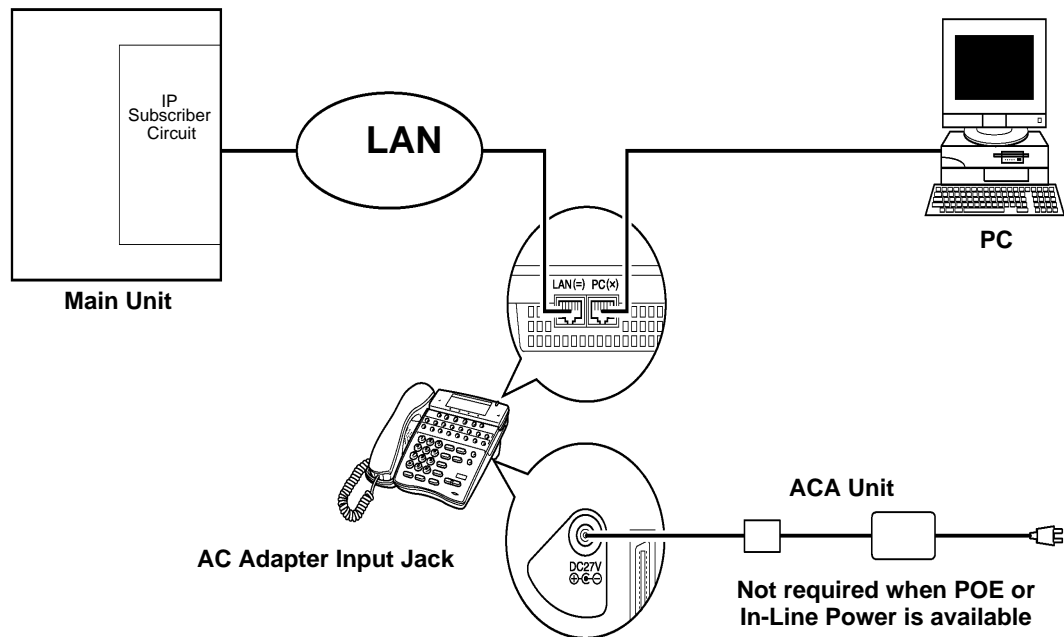 IP
Subscriber
Circuit
LAN
PC
Main Unit
LAN(=) PC(×)
ACA Unit
AC Adapter Input Jack
DC27V
Not required when POE or
In-Line Power is available